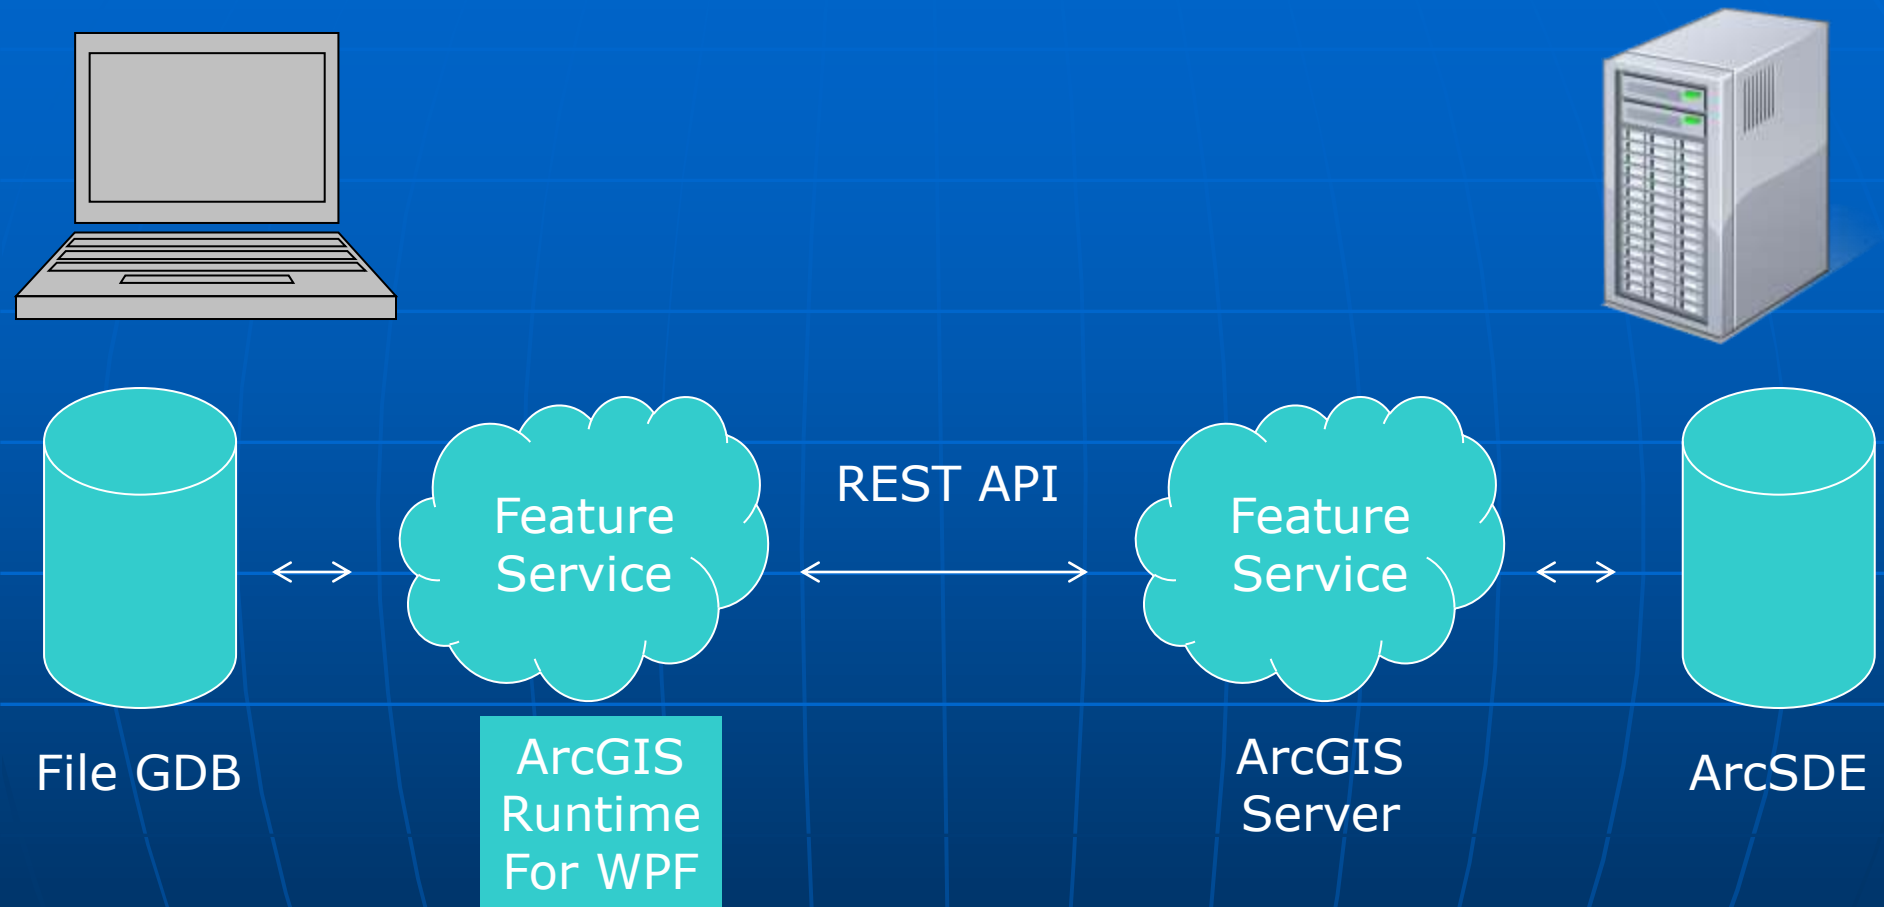 REST API
Feature
Service
Feature
Service
File GDB
ArcGIS
Runtime
For WPF
ArcGIS
Server
ArcSDE